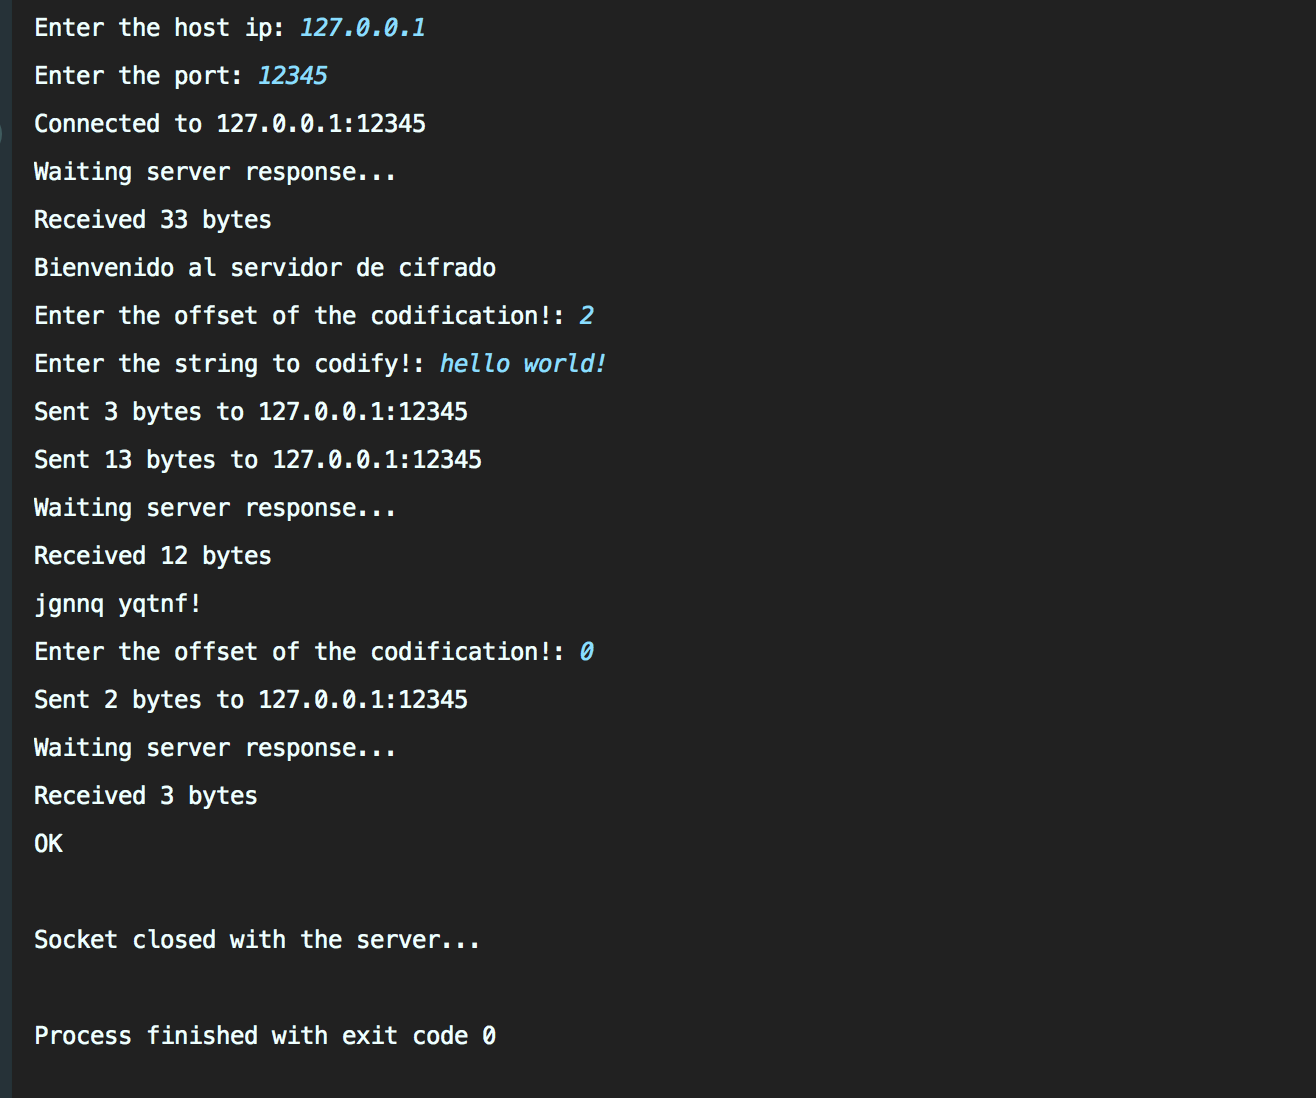 Enter the host ip: 127.0.0.1
Enter the port: 12345
Connected to 127.0.0.1:12345
Waiting server response...
Received 33 bytes
Bienvenido al servidor de cifrado
Enter the offset of the codification!: 2
Enter the string to codify!: hello world!
Sent 3 bytes to 127.0.0.1:12345
Sent 13 bytes to 127.0.0.1:12345
Waiting server response...
Received 12 bytes
jgnnq yqtnf!
Enter the offset of the codification!: 0
Sent 2 bytes to 127.0.0.1:12345
Waiting server response...
Received 3 bytes
OK
Socket closed with the server...
Process finished with exit code 0